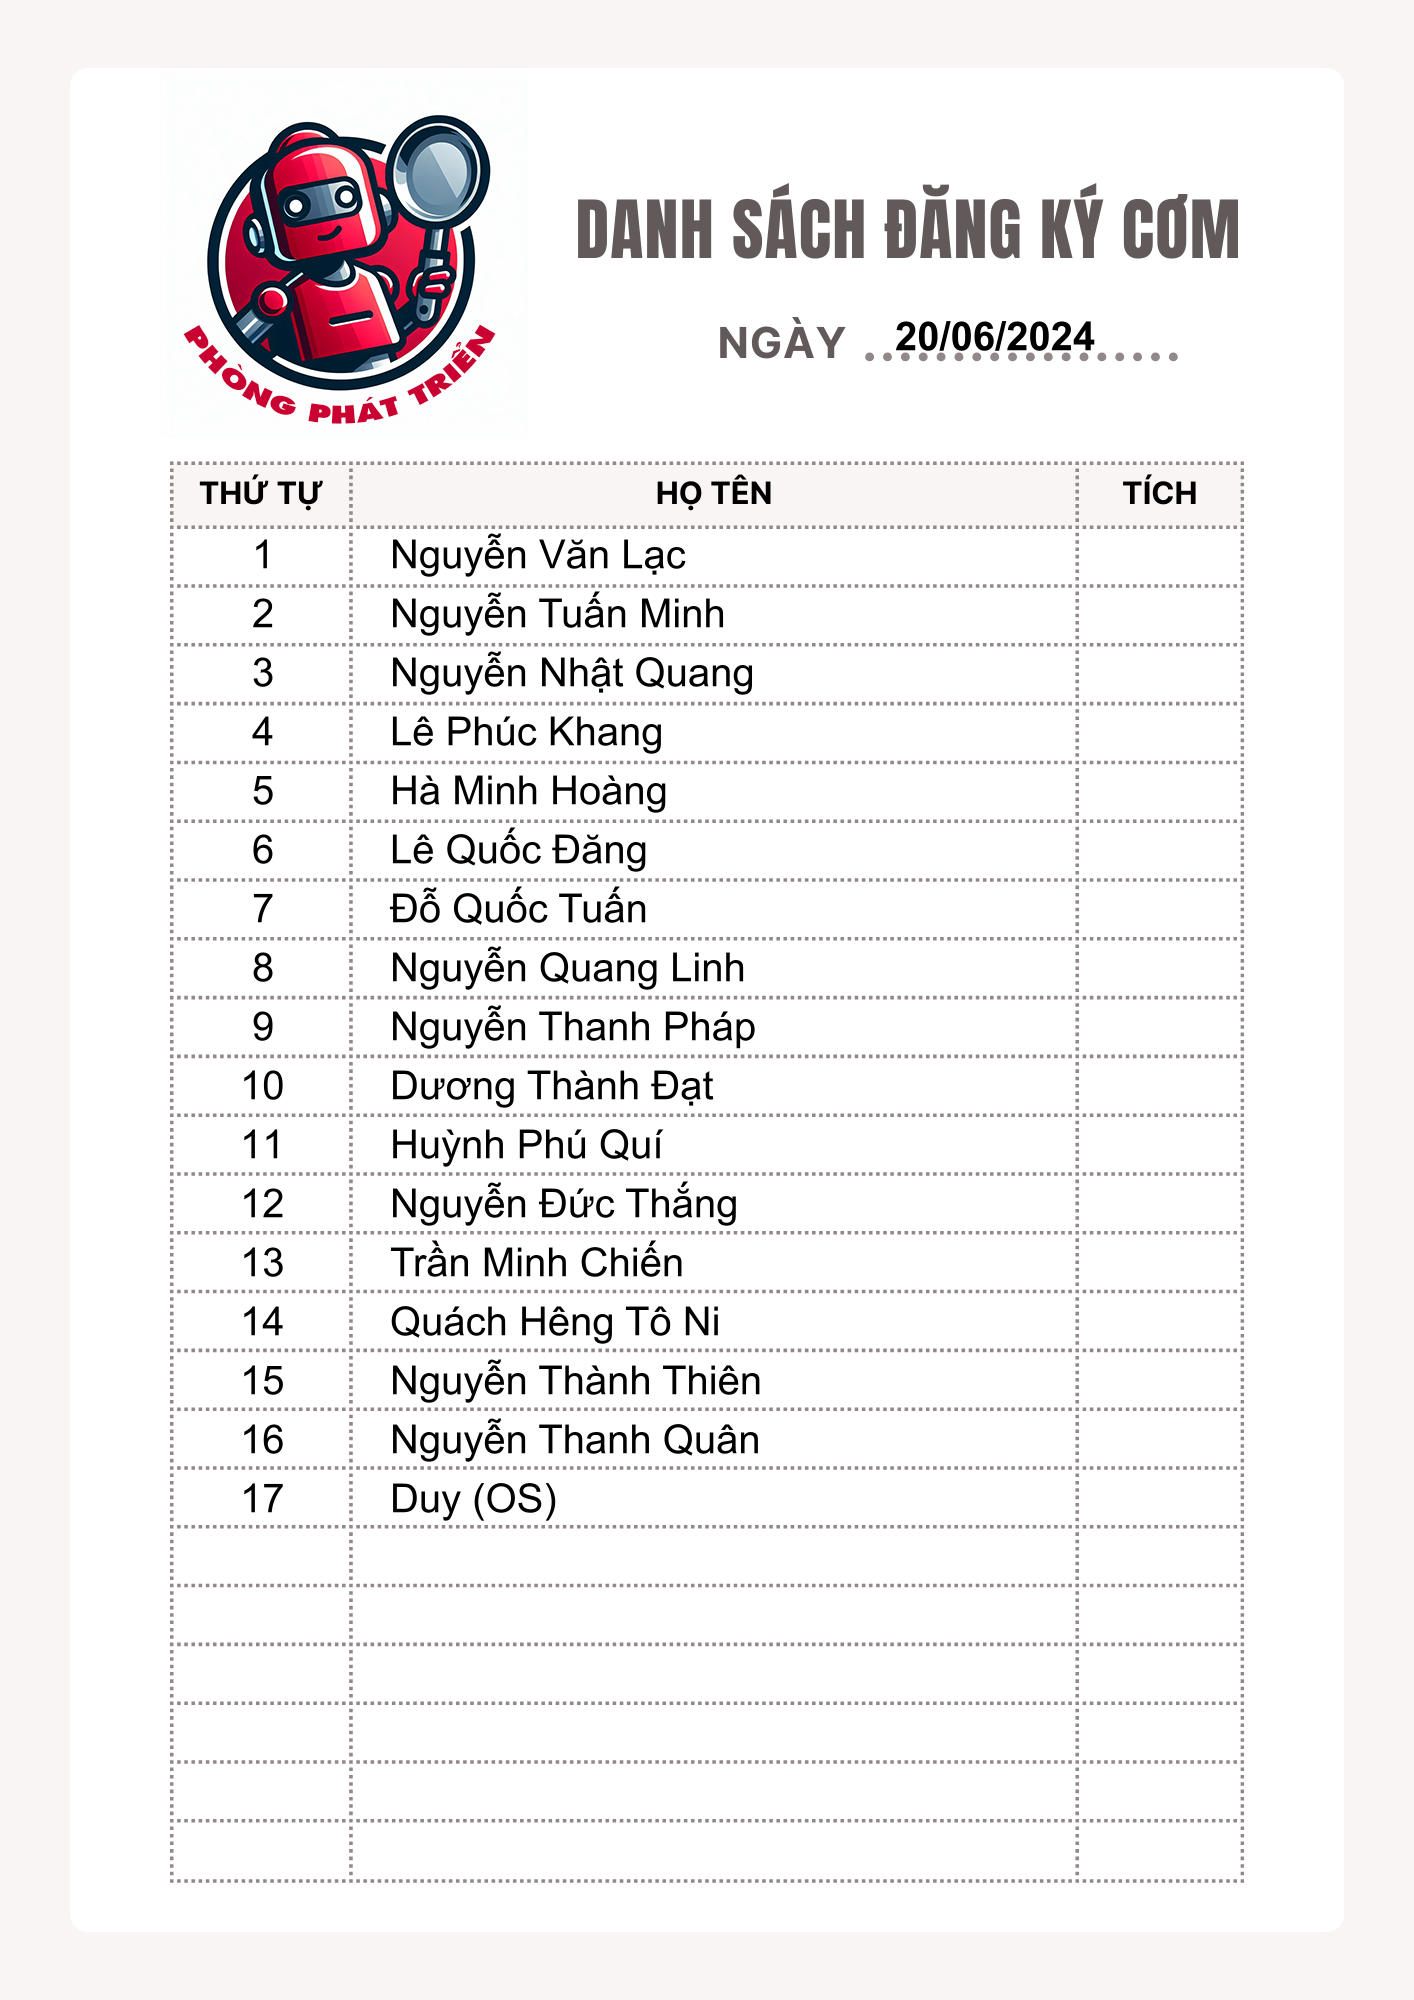 PHÒNG PHÁT TRIỂN
DANH SÁCH ĐĂNG KÝ CƠM
NGÀY 20/06/2024
THỨ TỰ HỌ TÊN TÍCH
1 Nguyễn Văn Lạc
2 Nguyễn Tuấn Minh
3 Nguyễn Nhật Quang
4 Lê Phúc Khang
5 Hà Minh Hoàng
6 Lê Quốc Đăng
7 Đỗ Quốc Tuấn
8 Nguyễn Quang Linh
9 Nguyễn Thanh Pháp
10 Dương Thành Đạt
11 Huỳnh Phú Quí
12 Nguyễn Đức Thắng
13 Trần Minh Chiến
14 Quách Hêng Tô Ni
15 Nguyễn Thành Thiên
16 Nguyễn Thanh Quân
17 Duy (OS)